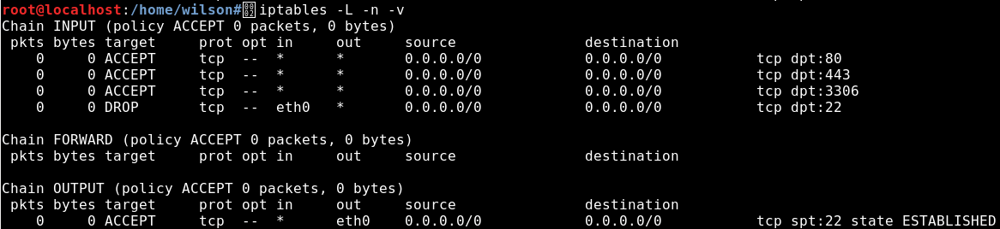 root@localhost:/home/wilson# iptables -L -n -v
Chain INPUT (policy ACCEPT 0 packets, 0 bytes)
 pkts bytes target     prot opt in     out     source               destination
    0     0 ACCEPT     tcp  --  *      *       0.0.0.0/0            0.0.0.0/0           tcp dpt:80
    0     0 ACCEPT     tcp  --  *      *       0.0.0.0/0            0.0.0.0/0           tcp dpt:443
    0     0 ACCEPT     tcp  --  *      *       0.0.0.0/0            0.0.0.0/0           tcp dpt:3306
    0     0 DROP       tcp  --  eth0   *       0.0.0.0/0            0.0.0.0/0           tcp dpt:22
Chain FORWARD (policy ACCEPT 0 packets, 0 bytes)
 pkts bytes target     prot opt in     out     source               destination
Chain OUTPUT (policy ACCEPT 0 packets, 0 bytes)
 pkts bytes target     prot opt in     out     source               destination
    0     0 ACCEPT     tcp  --  *      eth0    0.0.0.0/0            0.0.0.0/0           tcp spt:22 state ESTABLISHED